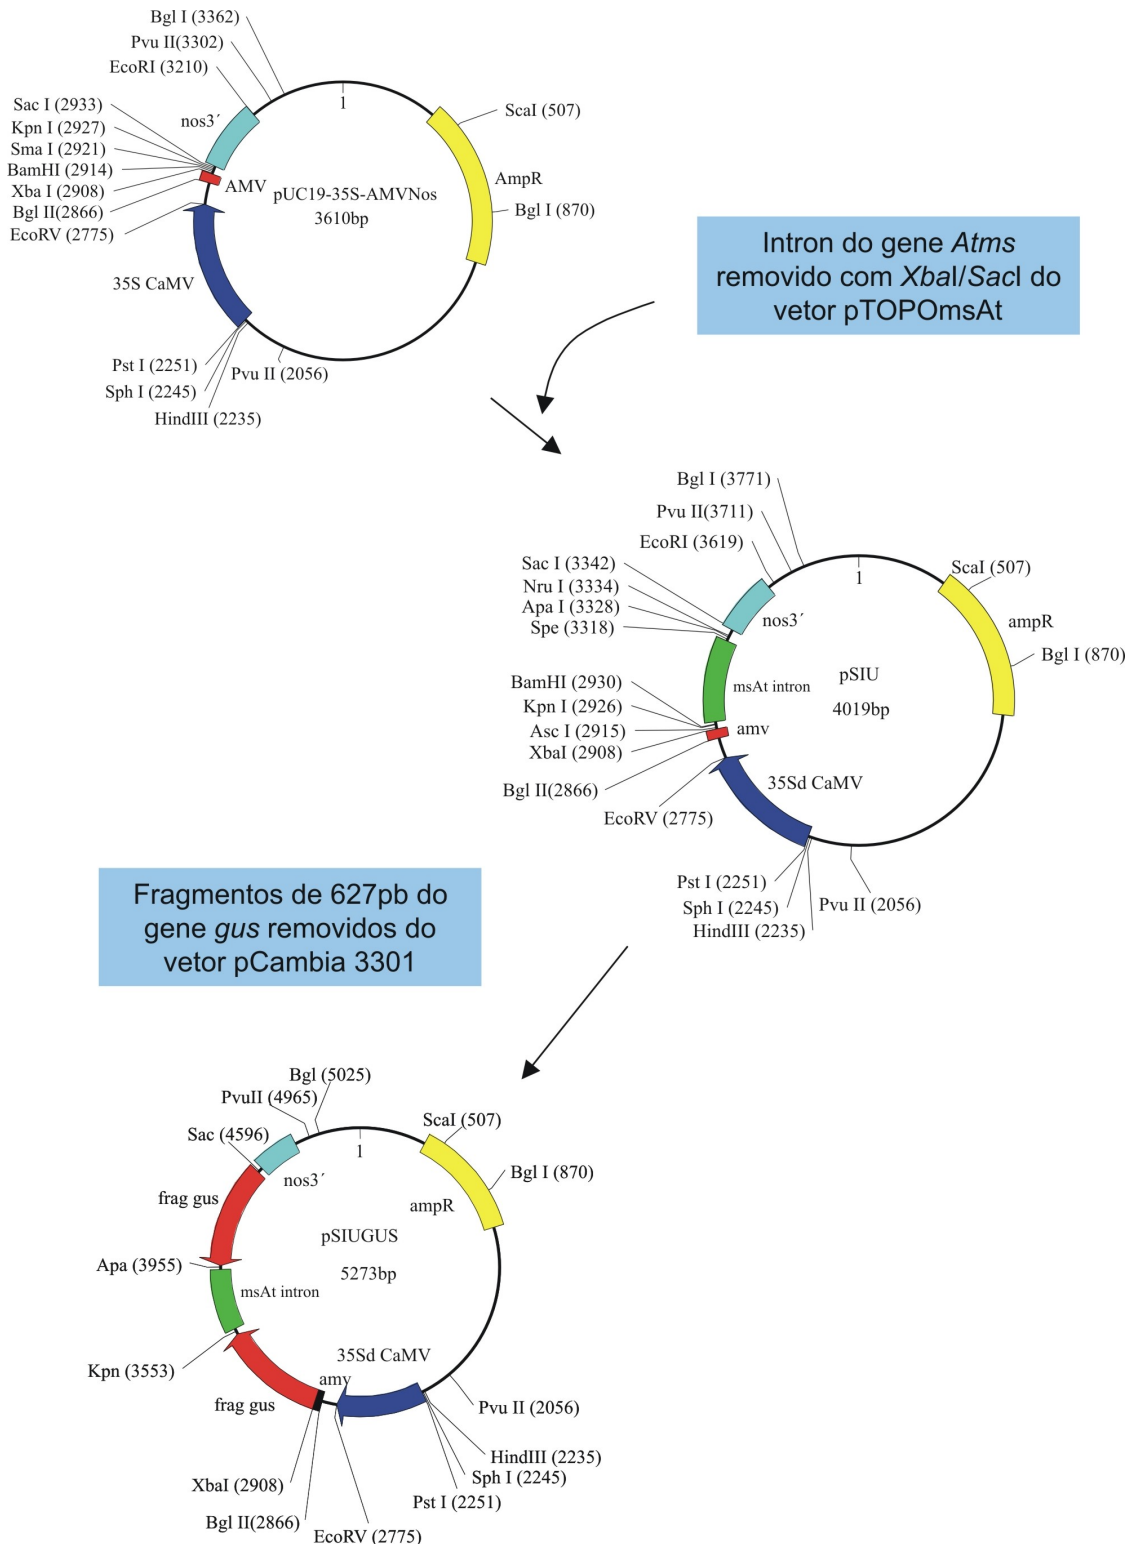 Bgl I (3362)
Pvu II(3302)
EcoRI (3210)
Sac I (2933)
Kpn I (2927)
Sma I (2921)
BamHI (2914)
Xba I (2908)
Bgl II(2866)
EcoRV (2775)
nos3´
AMV
1
pUC19-35S-AMVNos
3610bp
ScaI (507)
AmpR
Bgl I (870)
35S CaMV
Pst I (2251)
Sph I (2245)
HindIII (2235)
Pvu II (2056)
Intron do gene Atms
removido com XbaI/SacI do
vetor pTOPOmsAt
Bgl I (3771)
Pvu II(3711)
EcoRI (3619)
Sac I (3342)
Nru I (3334)
Apa I (3328)
Spe (3318)
BamHI (2930)
Kpn I (2926)
Asc I (2915)
XbaI (2908)
Bgl II(2866)
EcoRV (2775)
1
nos3´
msAt intron
amv
pSIU
4019bp
ScaI (507)
ampR
Bgl I (870)
35Sd CaMV
Pst I (2251)
Sph I (2245)
HindIII (2235)
Pvu II (2056)
Fragmentos de 627pb do
gene gus removidos do
vetor pCambia 3301
Bgl (5025)
PvuII (4965)
Sac (4596)
frag gus
Apa (3955)
Kpn (3553)
frag gus
1
nos3´
msAt intron
pSIUGUS
5273bp
ScaI (507)
Bgl I (870)
ampR
35Sd CaMV
amv
Pvu II (2056)
HindIII (2235)
Sph I (2245)
Pst I (2251)
XbaI (2908)
Bgl II(2866)
EcoRV (2775)